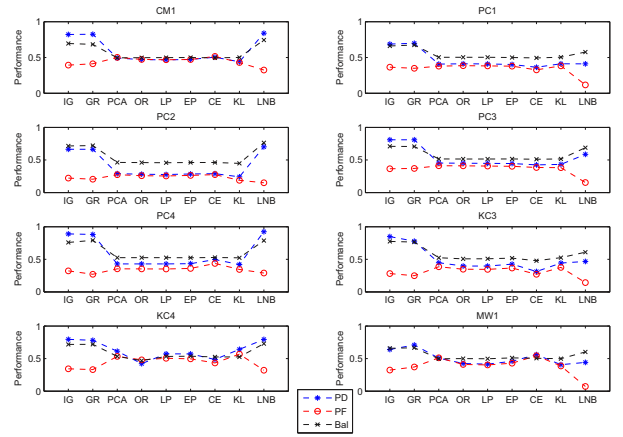 CM1
Performance
1
0.5
0
IG GR PCA OR LP EP CE KL LNB
PC1
Performance
1
0.5
0
IG GR PCA OR LP EP CE KL LNB
PC2
Performance
1
0.5
0
IG GR PCA OR LP EP CE KL LNB
PC3
Performance
1
0.5
0
IG GR PCA OR LP EP CE KL LNB
PC4
Performance
1
0.5
0
IG GR PCA OR LP EP CE KL LNB
KC3
Performance
1
0.5
0
IG GR PCA OR LP EP CE KL LNB
KC4
Performance
1
0.5
0
IG GR PCA OR LP EP CE KL LNB
MW1
Performance
1
0.5
0
IG GR PCA OR LP EP CE KL LNB
PD
PF
Bal